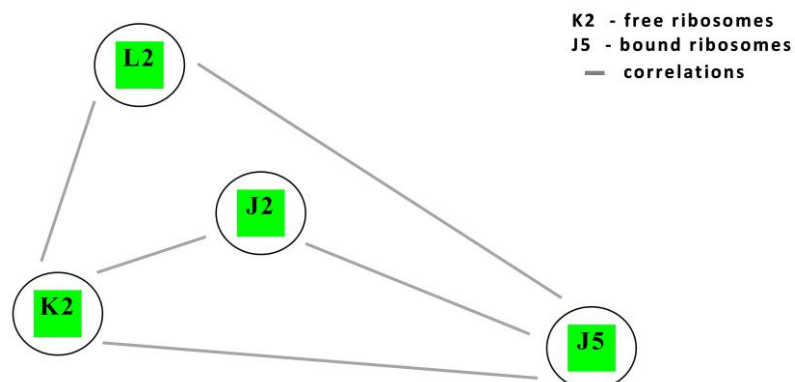 K2 - free ribosomes
J5 - bound ribosomes
correlations
L2
J2
K2
J5